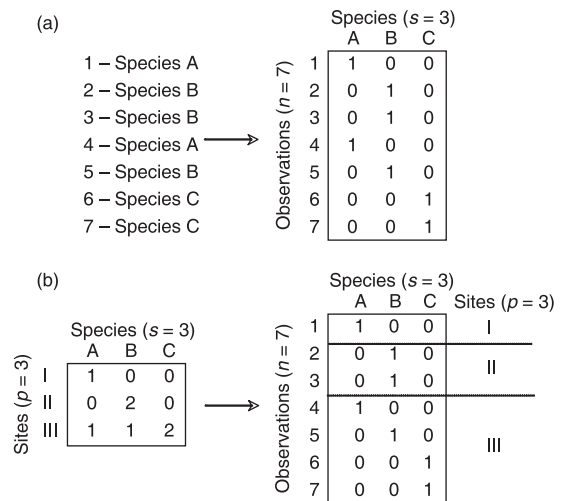 (a)
1 – Species A
2 – Species B
3 – Species B
4 – Species A
5 – Species B
6 – Species C
7 – Species C
Species (s = 3)
A B C
Observations (n = 7)
1 1 0 0
2 0 1 0
3 0 1 0
4 1 0 0
5 0 1 0
6 0 0 1
7 0 0 1
(b)
Species (s = 3)
A B C
Sites (p = 3)
I 1 0 0
II 0 2 0
III 1 1 2
Species (s = 3)
A B C Sites (p = 3)
Observations (n = 7)
1 1 0 0 I
2 0 1 0
II
3 0 1 0
4 1 0 0
5 0 1 0
III
6 0 0 1
7 0 0 1